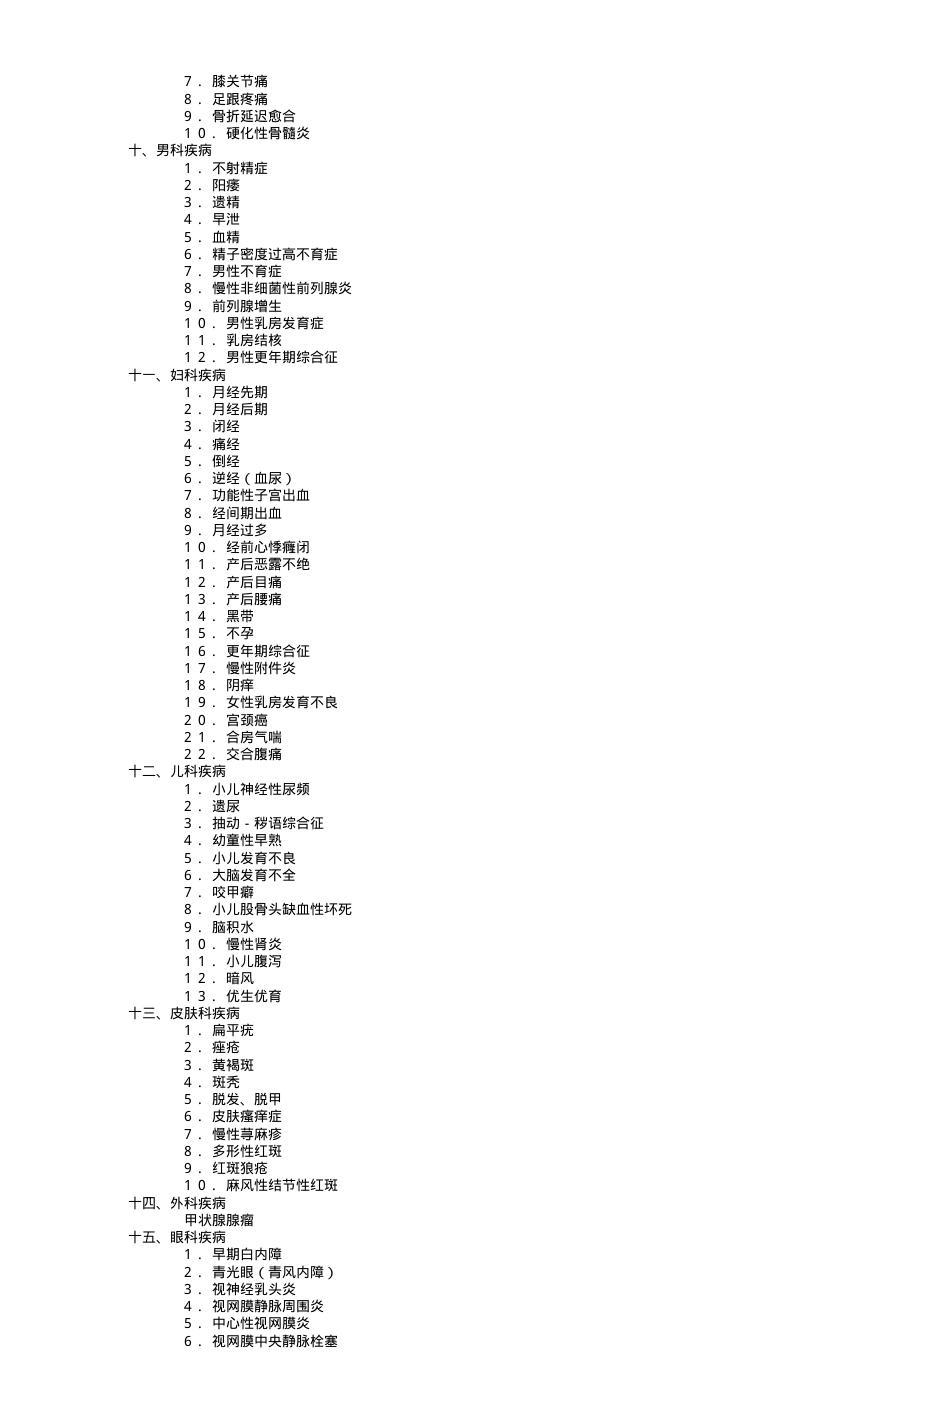 7．膝关节痛
8．足跟疼痛
9．骨折延迟愈合
10．硬化性骨髓炎
十、男科疾病
1．不射精症
2．阳痿
3．遗精
4．早泄
5．血精
6．精子密度过高不育症
7．男性不育症
8．慢性非细菌性前列腺炎
9．前列腺增生
10．男性乳房发育症
11．乳房结核
12．男性更年期综合征
十一、妇科疾病
1．月经先期
2．月经后期
3．闭经
4．痛经
5．倒经
6．逆经（血尿）
7．功能性子宫出血
8．经间期出血
9．月经过多
10．经前心悸癃闭
11．产后恶露不绝
12．产后目痛
13．产后腰痛
14．黑带
15．不孕
16．更年期综合征
17．慢性附件炎
18．阴痒
19．女性乳房发育不良
20．宫颈癌
21．合房气喘
22．交合腹痛
十二、儿科疾病
1．小儿神经性尿频
2．遗尿
3．抽动-秽语综合征
4．幼童性早熟
5．小儿发育不良
6．大脑发育不全
7．咬甲癖
8．小儿股骨头缺血性坏死
9．脑积水
10．慢性肾炎
11．小儿腹泻
12．暗风
13．优生优育
十三、皮肤科疾病
1．扁平疣
2．痤疮
3．黄褐斑
4．斑秃
5．脱发、脱甲
6．皮肤瘙痒症
7．慢性荨麻疹
8．多形性红斑
9．红斑狼疮
10．麻风性结节性红斑
十四、外科疾病
甲状腺腺瘤
十五、眼科疾病
1．早期白内障
2．青光眼（青风内障）
3．视神经乳头炎
4．视网膜静脉周围炎
5．中心性视网膜炎
6．视网膜中央静脉栓塞